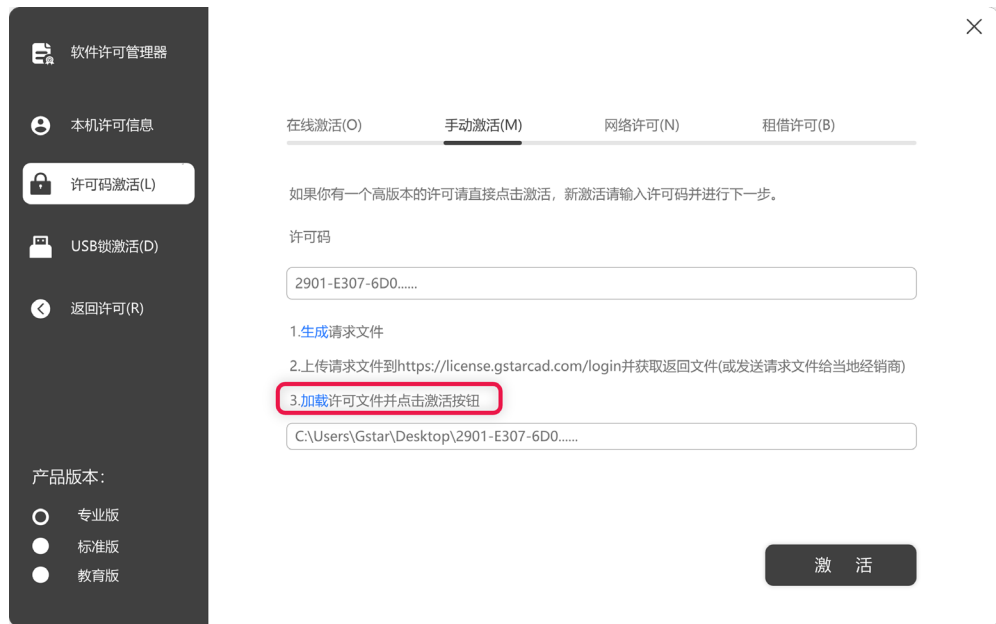 软件许可管理器
本机许可信息
许可码激活(L)
USB锁激活(D)
返回许可(R)
产品版本：
专业版
标准版
教育版
在线激活(O)
手动激活(M)
网络许可(N)
租借许可(B)
如果你有一个高版本的许可请直接点击激活，新激活请输入许可码并进行下一步。
许可码
2901-E307-6D0......
1.生成请求文件
2.上传请求文件到https://license.gstarcad.com/login并获取返回文件(或发送请求文件给当地经销商)
3.加载许可文件并点击激活按钮
C:\Users\Gstar\Desktop\2901-E307-6D0......
激 活